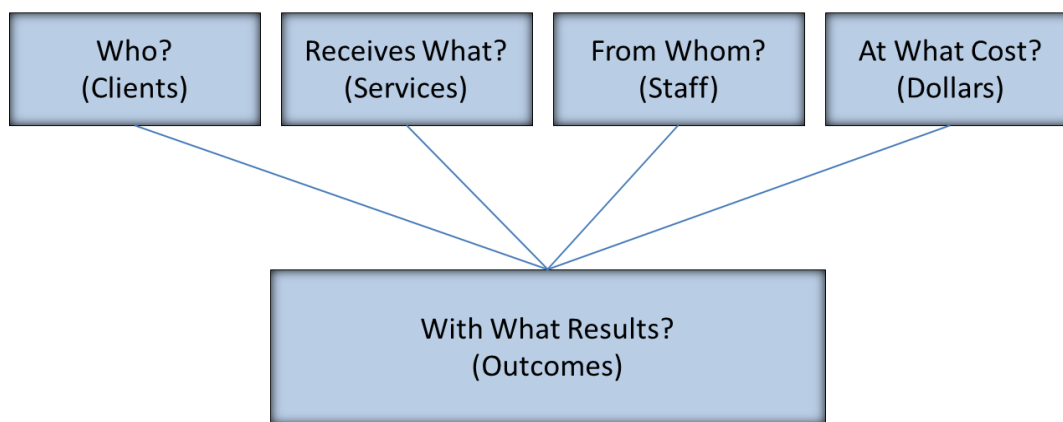 Who?
(Clients)
Receives What?
(Services)
From Whom?
(Staff)
At What Cost?
(Dollars)
With What Results?
(Outcomes)